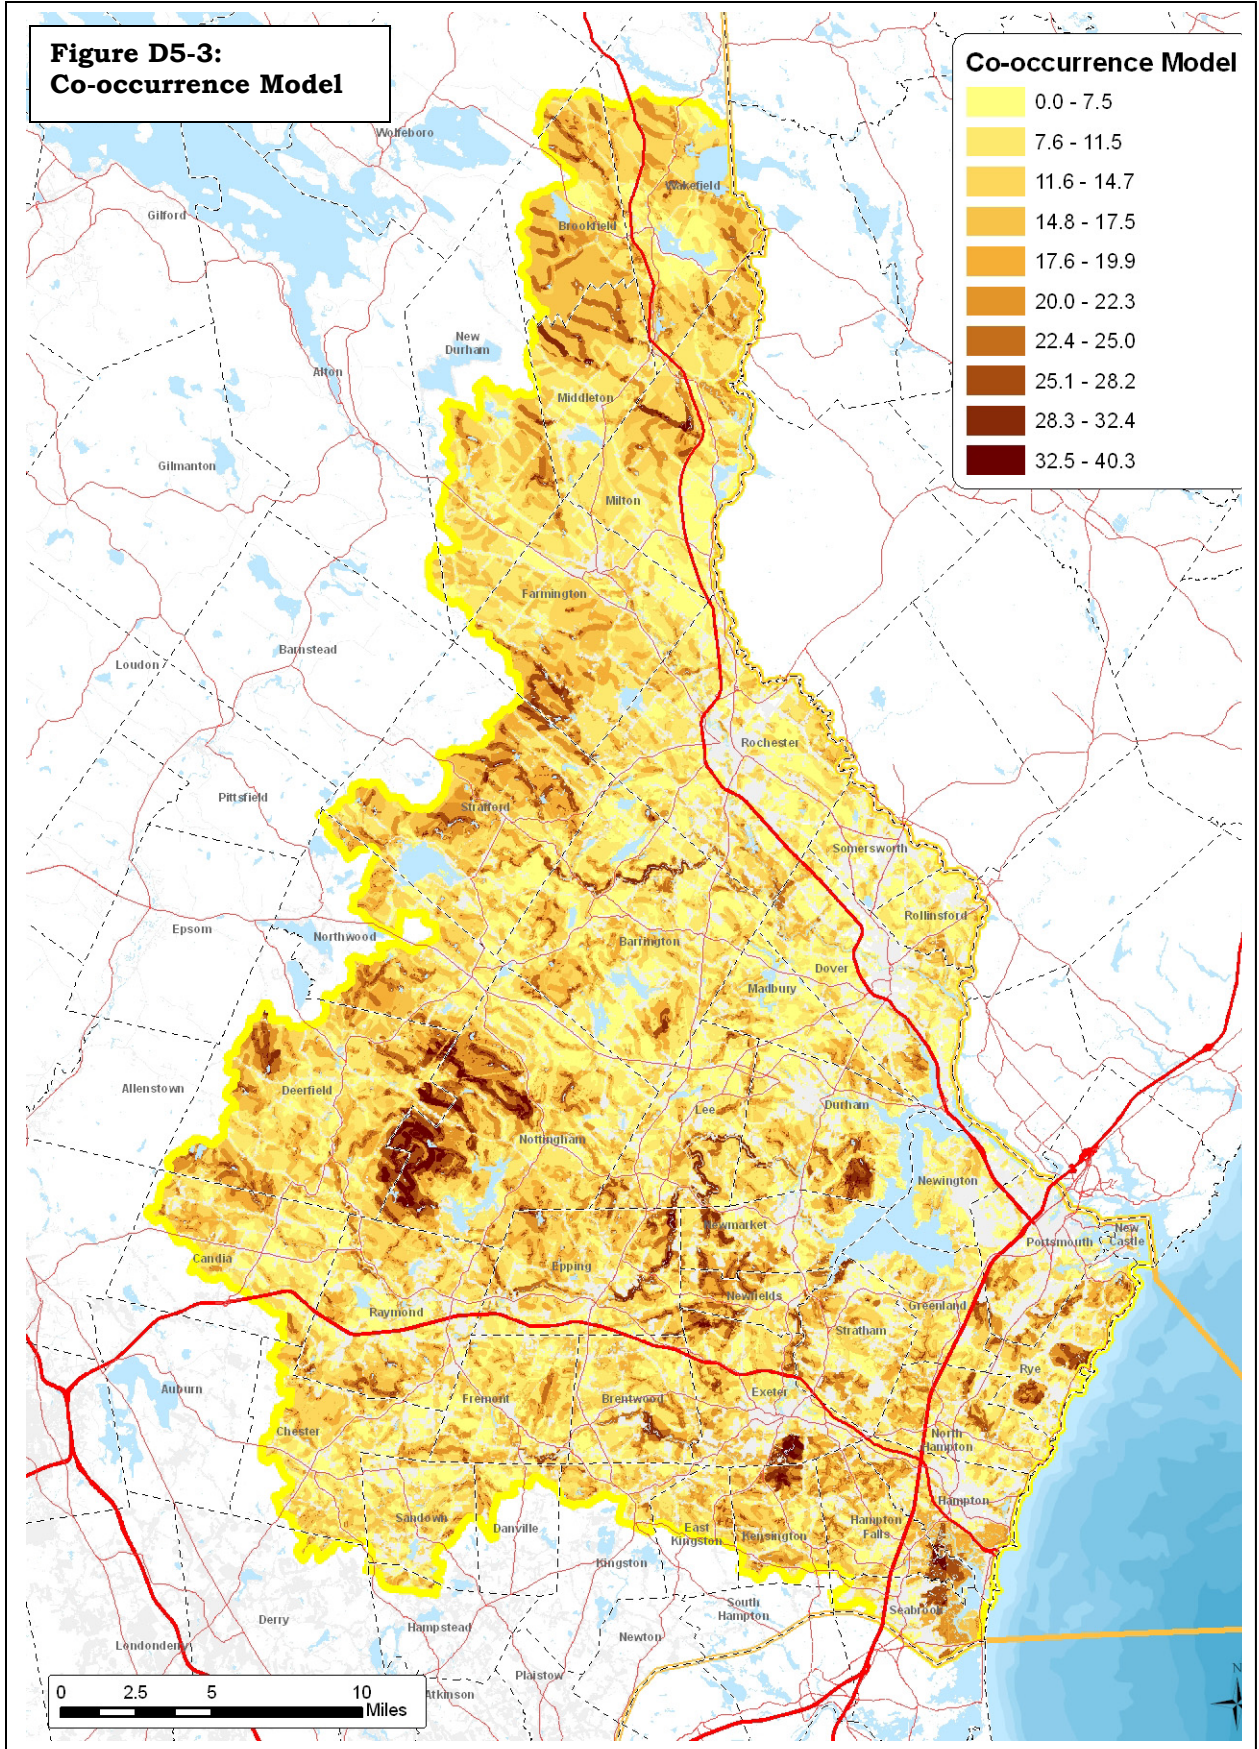 Figure D5-3:
Co-occurrence Model
Co-occurrence Model
0.0 - 7.5
7.6 - 11.5
11.6 - 14.7
14.8 - 17.5
17.6 - 19.9
20.0 - 22.3
22.4 - 25.0
25.1 - 28.2
28.3 - 32.4
32.5 - 40.3
Wolfeboro
Wakefield
Gilford
Brookfield
New
Durham
Alton
Middleton
Gilmanton
Milton
Farmington
Barnstead
Loudon
Rochester
Pittsfield
Strafford
Somersworth
Rollinsford
Epsom
Northwood
Barrington
Dover
Madbury
Allenstown
Deerfield
Lee
Durham
Nottingham
Newington
Newmarket
New
Castle
Portsmouth
Candia
Epping
Newfields
Raymond
Greenland
Stratham
Rye
Auburn
Fremont
Brentwood
Exeter
Chester
North
Hampton
Hampton
Sandown
Danville
Hampton
Falls
East
Kingston
Kensington
Kingston
South
Hampton
Seabrook
Derry
Hampstead
Londonderry
Newton
Plaistow
Atkinson
0
2.5
5
10
Miles
N